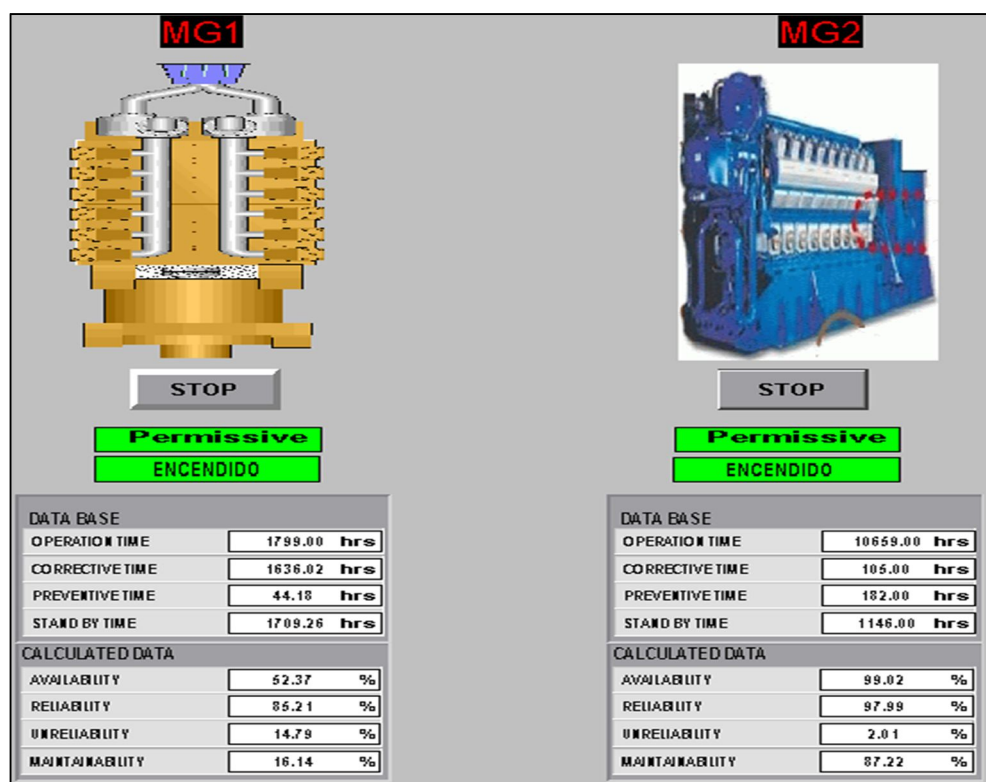 MG1
MG2
STOP
STOP
Permissive
ENCENDIDO
Permissive
ENCENDIDO
DATA BASE
OPERATION TIME 1799.00 hrs
CORRECTIVE TIME 1636.02 hrs
PREVENTIVE TIME 44.18 hrs
STAND BY TIME 1709.26 hrs
CALCULATED DATA
AVAILABILITY 52.37 %
RELIABILITY 85.21 %
UNRELIABILITY 14.79 %
MAINTAINABILITY 16.14 %
DATA BASE
OPERATION TIME 10659.00 hrs
CORRECTIVE TIME 105.00 hrs
PREVENTIVE TIME 182.00 hrs
STAND BY TIME 1146.00 hrs
CALCULATED DATA
AVAILABILITY 99.02 %
RELIABILITY 97.99 %
UNRELIABILITY 2.01 %
MAINTAINABILITY 87.22 %